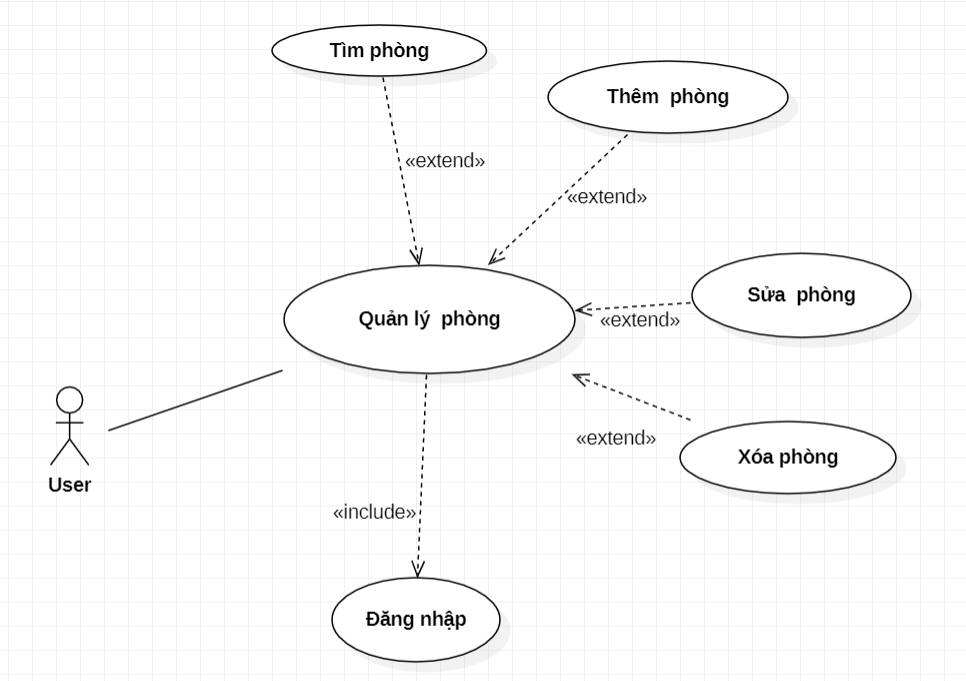 Tìm phòng
Thêm phòng
«extend»
«extend»
Sửa phòng
Quản lý phòng
«extend»
«extend»
Xóa phòng
User
«include»
Đăng nhập